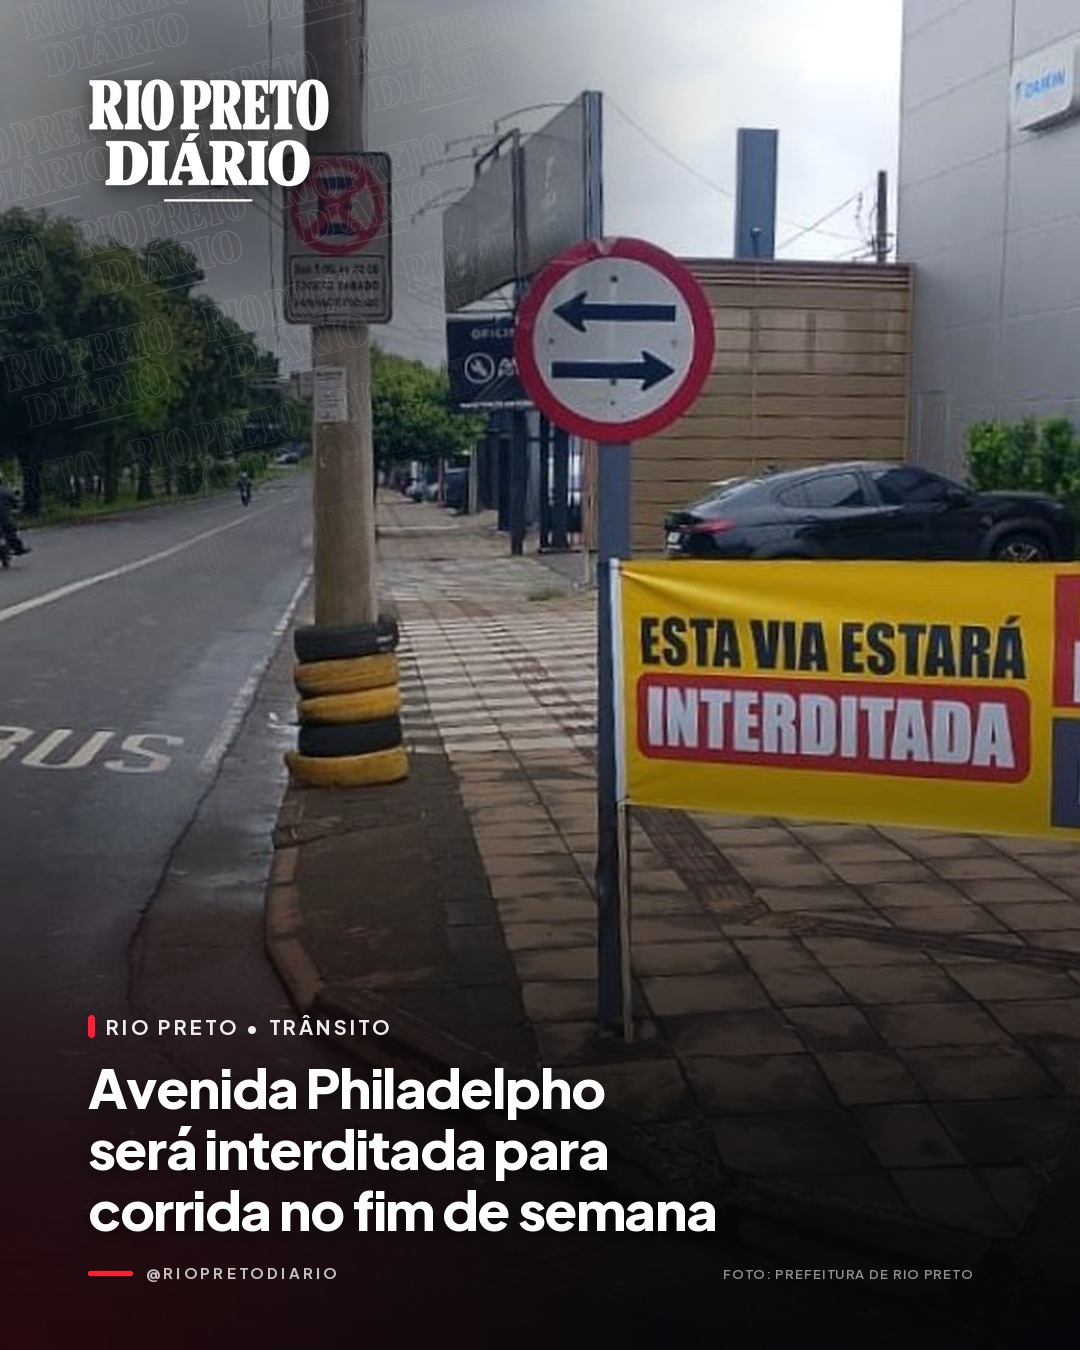 RIO PRETO
DIÁRIO
DAIKIN
ESTA VIA ESTARÁ
INTERDITADA
BUS
RIO PRETO • TRÂNSITO
Avenida Philadelpho
será interditada para
corrida no fim de semana
@RIOPRETODIARIO
FOTO: PREFEITURA DE RIO PRETO